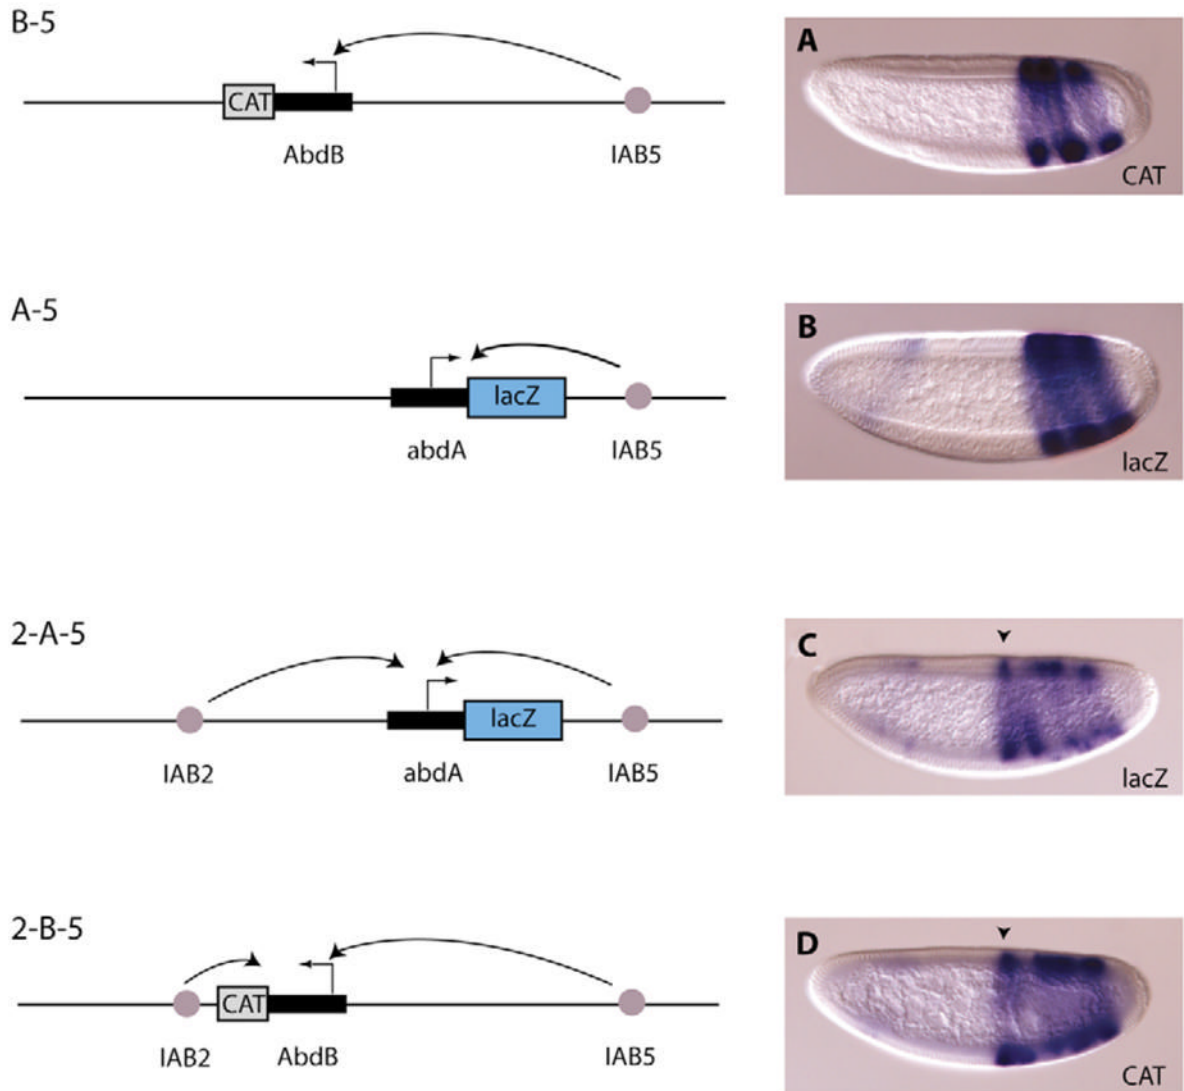 B-5
CAT
AbdB
IAB5
A
CAT
A-5
lacZ
abdA
IAB5
B
lacZ
2-A-5
lacZ
IAB2
abdA
IAB5
C
lacZ
2-B-5
CAT
IAB2
AbdB
IAB5
D
CAT